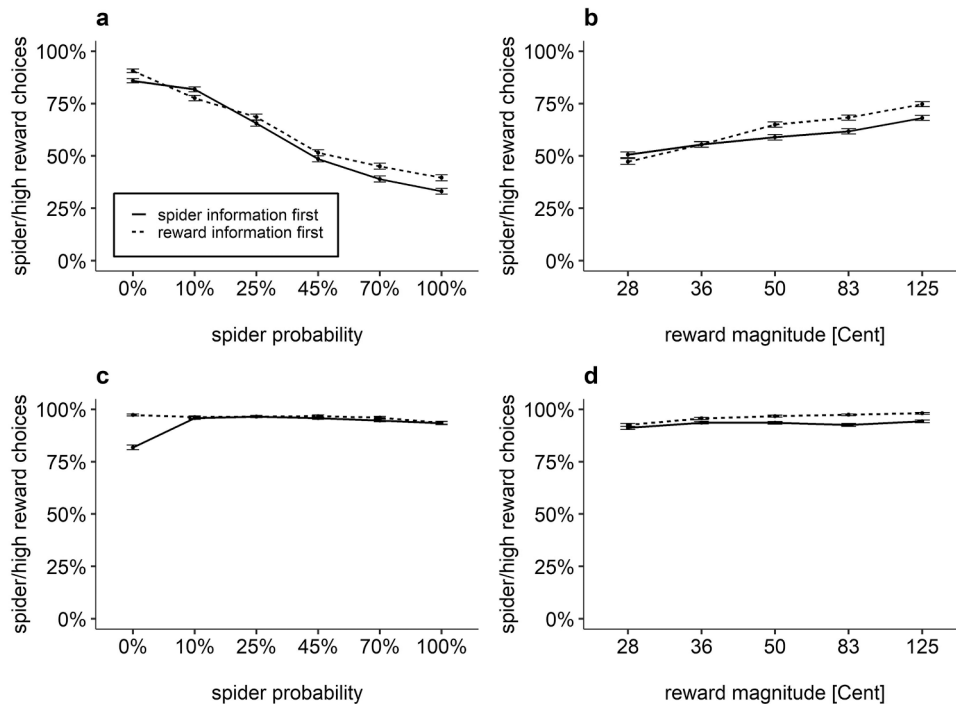 a
spider/high reward choices
100%
75%
50%
25%
0%
spider information first
reward information first
0% 10% 25% 45% 70% 100%
spider probability
b
spider/high reward choices
100%
75%
50%
25%
0%
28 36 50 83 125
reward magnitude [Cent]
c
spider/high reward choices
100%
75%
50%
25%
0%
0% 10% 25% 45% 70% 100%
spider probability
d
spider/high reward choices
100%
75%
50%
25%
0%
28 36 50 83 125
reward magnitude [Cent]